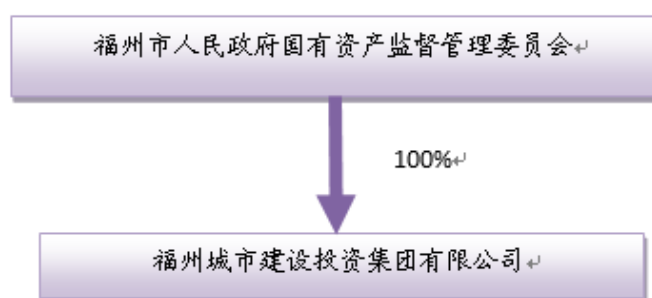 福州市人民政府国有资产监督管理委员会
100%
福州城市建设投资集团有限公司